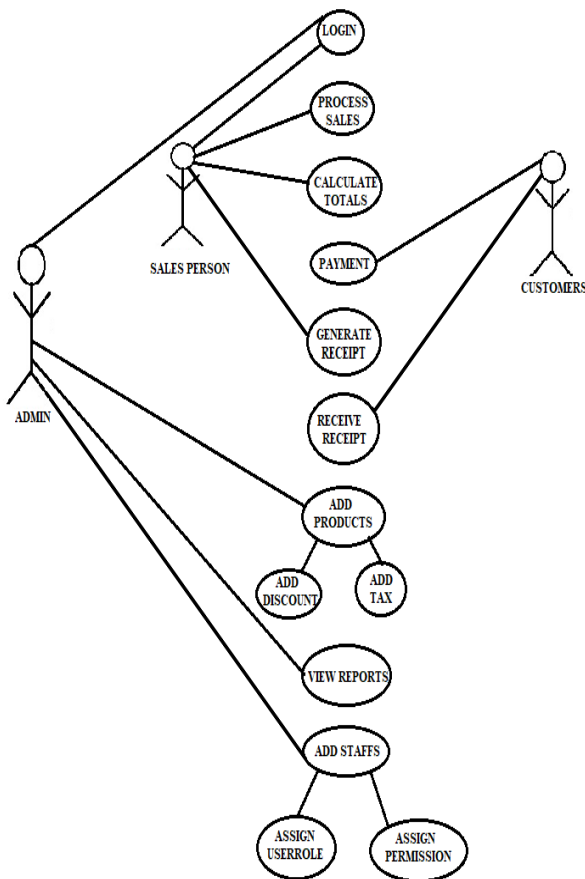 LOGIN
PROCESS
SALES
CALCULATE
TOTALS
SALES PERSON
PAYMENT
CUSTOMERS
GENERATE
RECEIPT
ADMIN
RECEIVE
RECEIPT
ADD
PRODUCTS
ADD
DISCOUNT
ADD
TAX
VIEW REPORTS
ADD STAFFS
ASSIGN
USERROLE
ASSIGN
PERMISSION